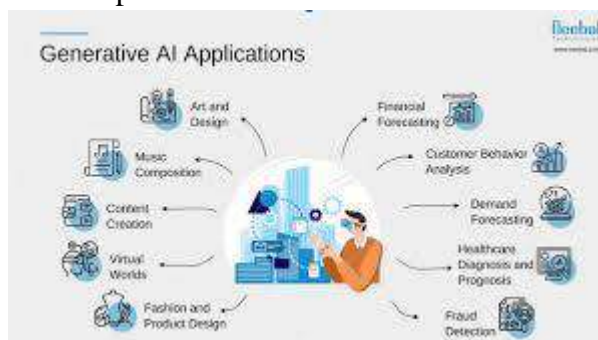 Generative AI Applications
Art and
Design
Music
Composition
Content
Creation
Virtual
Worlds
Fashion and
Product Design
Financial
Forecasting
Customer Behavior
Analysis
Demand
Forecasting
Healthcare
Diagnosis and
Prognosis
Fraud
Detection